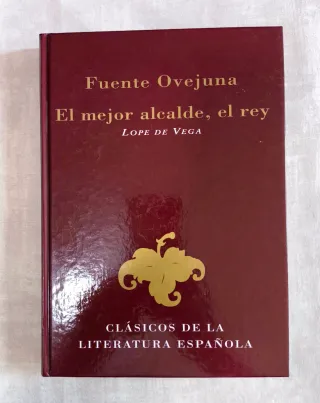 Fuente Ovejuna
El mejor alcalde, el rey
LOPE DE VEGA
CLÁSICOS DE LA
LITERATURA ESPAÑOLA